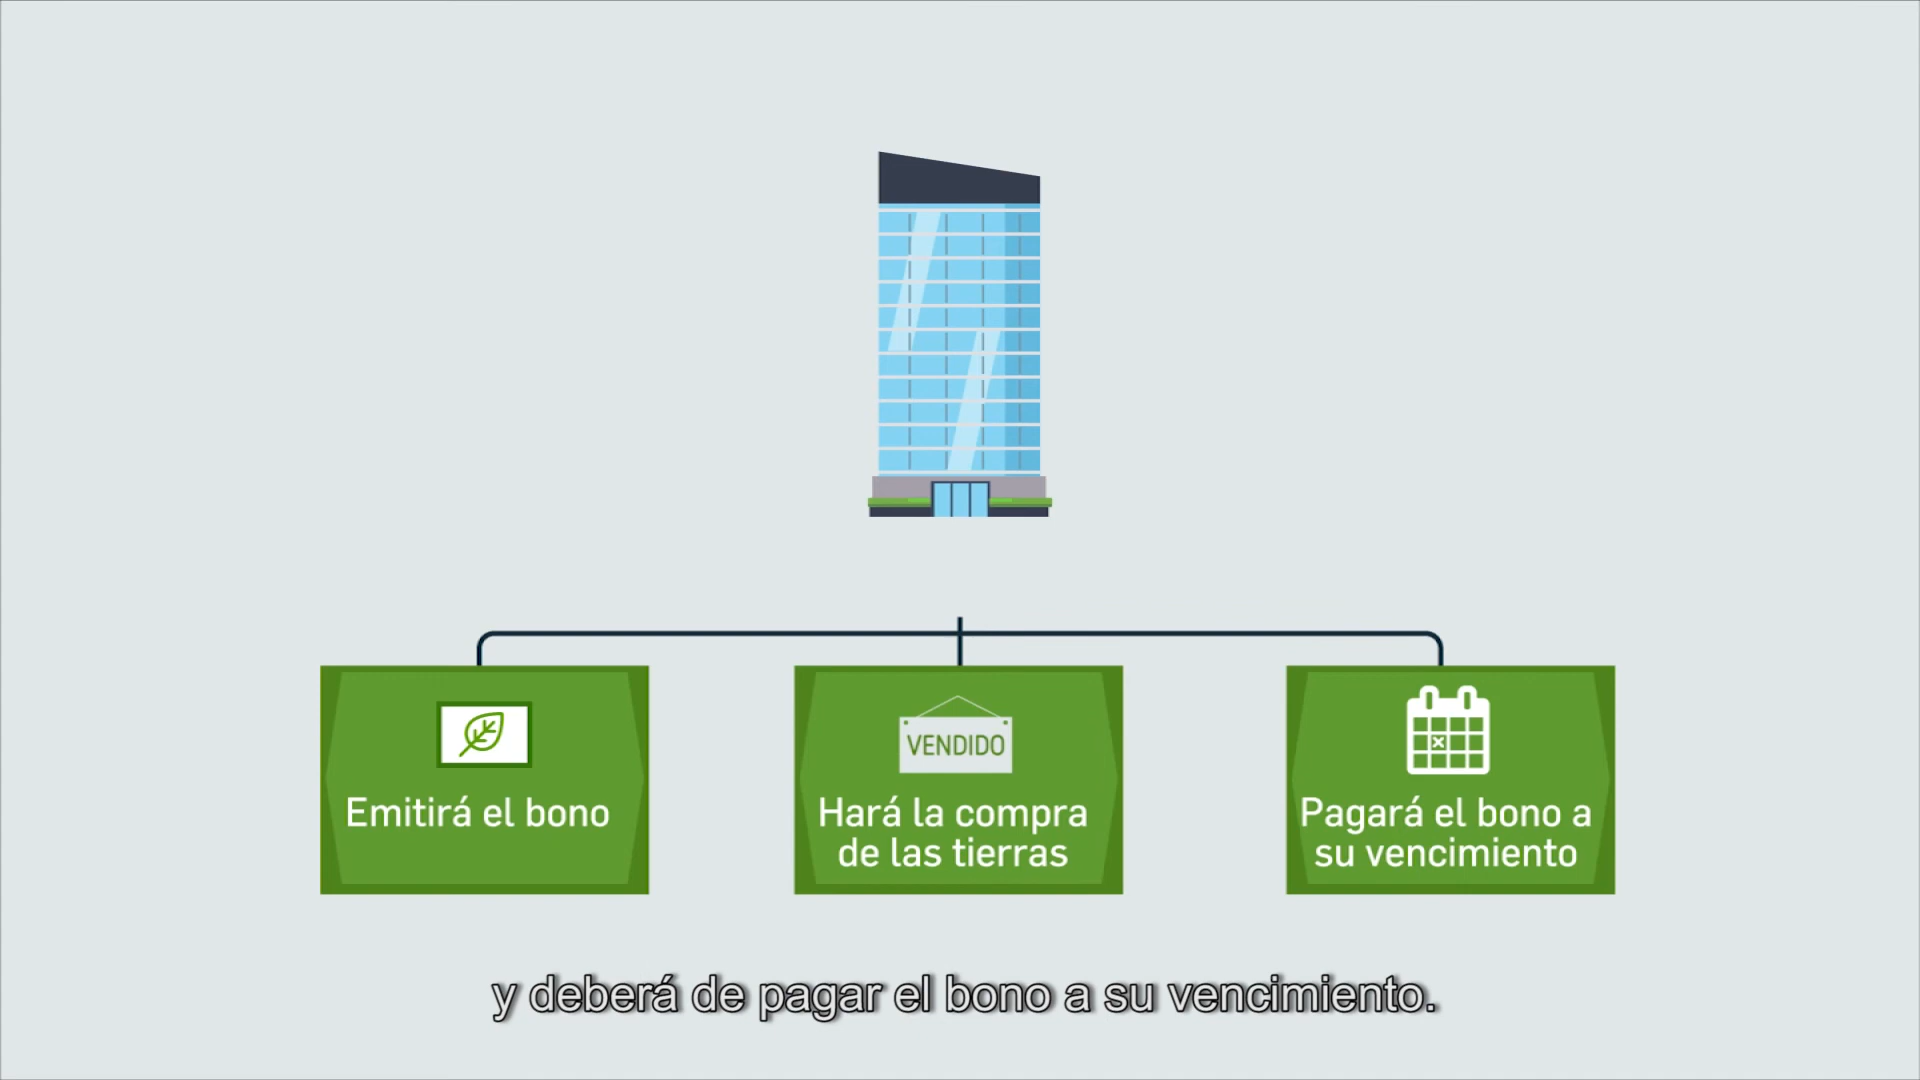 Emitirá el bono
VENDIDO
Hará la compra
de las tierras
Pagará el bono a
su vencimiento
y deberá de pagar el bono a su vencimiento.